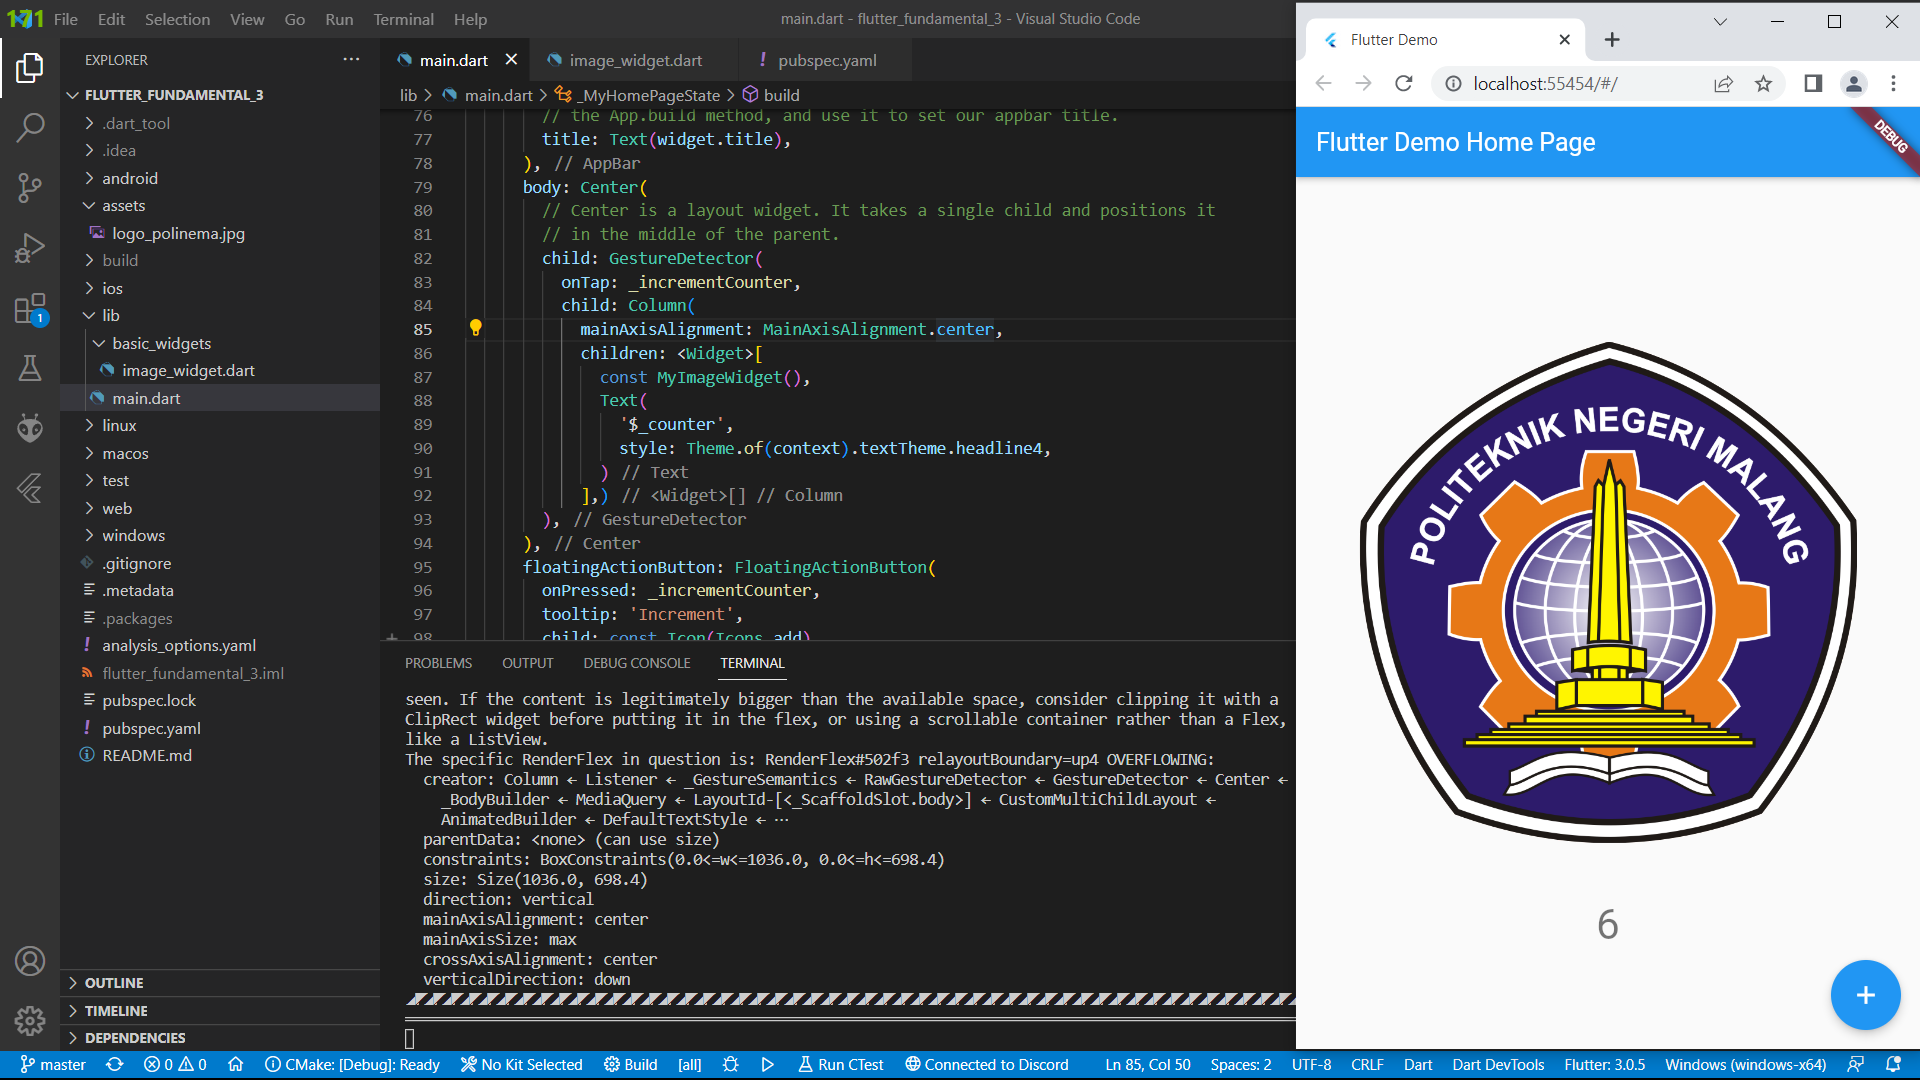 171
File Edit Selection View Go Run Terminal Help
main.dart - flutter_fundamental_3 - Visual Studio Code
EXPLORER
FLUTTER_FUNDAMENTAL_3
.dart_tool
.idea
android
assets
logo_polinema.jpg
build
ios
lib
basic_widgets
image_widget.dart
main.dart
linux
macos
test
web
windows
.gitignore
.metadata
.packages
analysis_options.yaml
flutter_fundamental_3.iml
pubspec.lock
pubspec.yaml
README.md
OUTLINE
TIMELINE
DEPENDENCIES
1
main.dart image_widget.dart pubspec.yaml
lib > main.dart > _MyHomePageState > build
76 // the App.build method, and use it to set our appbar title.
77 title: Text(widget.title),
78 ), // AppBar
79 body: Center(
80 // Center is a layout widget. It takes a single child and positions it
81 // in the middle of the parent.
82 child: GestureDetector(
83 onTap: _incrementCounter,
84 child: Column(
85 mainAxisAlignment: MainAxisAlignment.center,
86 children: <Widget>[
87 const MyImageWidget(),
88 Text(
89 '$_counter',
90 style: Theme.of(context).textTheme.headline4,
91 ) // Text
92 ],) // <Widget>[] // Column
93 ), // GestureDetector
94 ), // Center
95 floatingActionButton: FloatingActionButton(
96 onPressed: _incrementCounter,
97 tooltip: 'Increment',
98 child: const Icon(Icons.add)
PROBLEMS OUTPUT DEBUG CONSOLE TERMINAL
seen. If the content is legitimately bigger than the available space, consider clipping it with a
ClipRect widget before putting it in the flex, or using a scrollable container rather than a Flex,
like a ListView.
The specific RenderFlex in question is: RenderFlex#502f3 relayoutBoundary=up4 OVERFLOWING:
creator: Column ← Listener ← _GestureSemantics ← RawGestureDetector ← GestureDetector ← Center ←
_BodyBuilder ← MediaQuery ← LayoutId-[<_ScaffoldSlot.body>] ← CustomMultiChildLayout ←
AnimatedBuilder ← DefaultTextStyle ← ⋯
parentData: <none> (can use size)
constraints: BoxConstraints(0.0<=w<=1036.0, 0.0<=h<=698.4)
size: Size(1036.0, 698.4)
direction: vertical
mainAxisAlignment: center
mainAxisSize: max
crossAxisAlignment: center
verticalDirection: down
Flutter Demo
localhost:55454/#/
Flutter Demo Home Page
DEBUG
POLITEKNIK NEGERI MALANG
6
master 0 0 CMake: [Debug]: Ready No Kit Selected Build [all] Run CTest Connected to Discord Ln 85, Col 50 Spaces: 2 UTF-8 CRLF Dart Dart DevTools Flutter: 3.0.5 Windows (windows-x64)